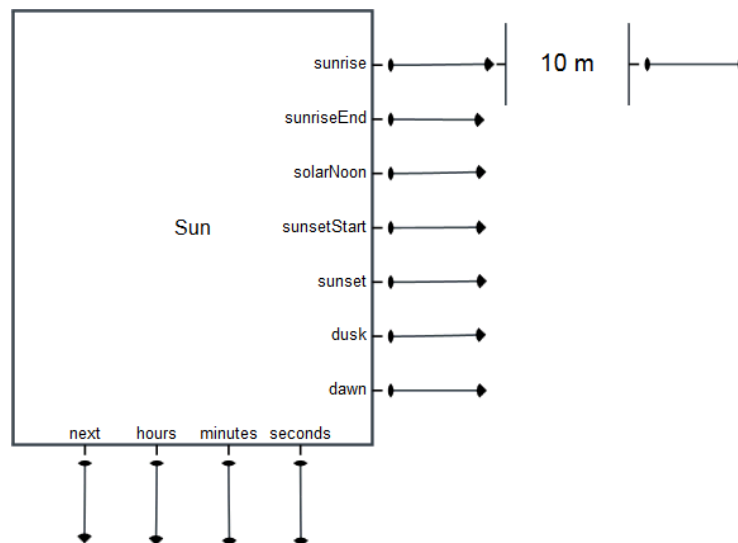 sunrise
10 m
sunriseEnd
solarNoon
Sun
sunsetStart
sunset
dusk
dawn
next hours minutes seconds